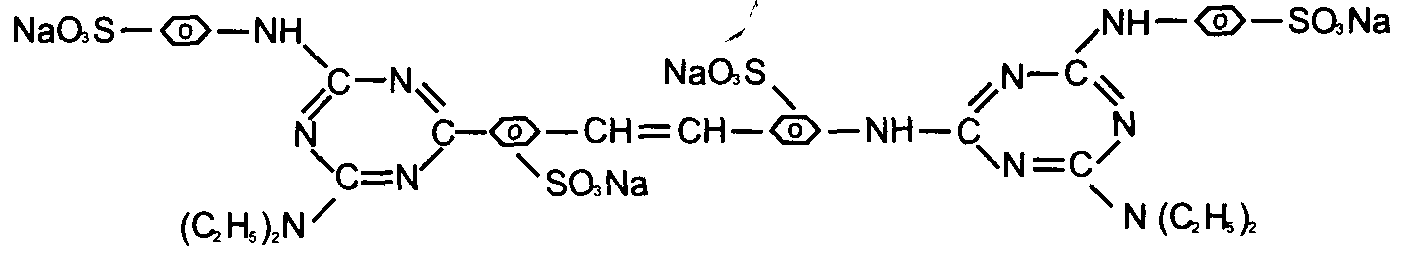 NaO₃S NH NH SO₃Na
C N NaO₃S N C
N C CH CH NH C N
C N SO₃Na N C
(C₂H₅)₂N N(C₂H₅)₂